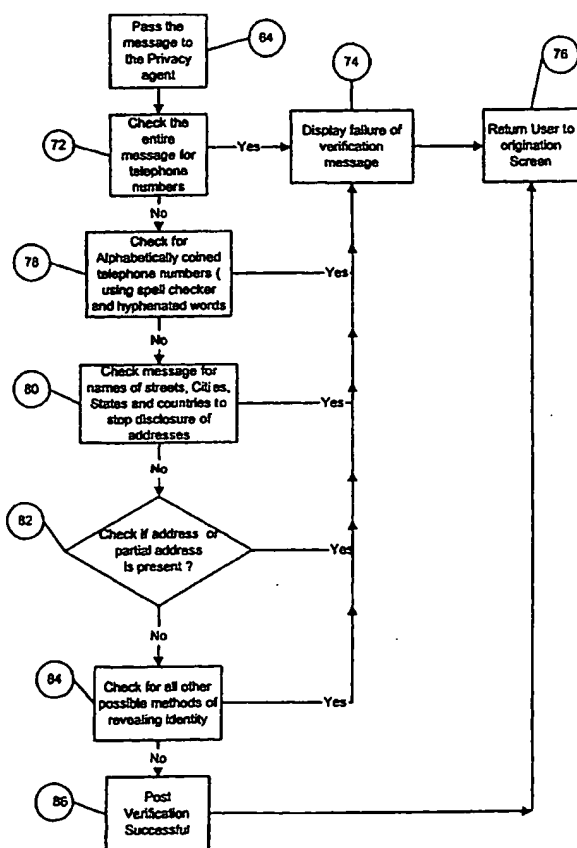 Pass the
message to
the Privacy
agent
64
74
76
72
Check the
entire
message for
telephone
numbers
Yes
Display failure of
verification
message
Return User to
origination
Screen
No
78
Check for
Alphabetically coined
telephone numbers (
using spell checker
and hyphenated words
Yes
No
80
Check message for
names of streets, Cities,
States and countries to
stop disclosure of
addresses
Yes
No
82
Check if address or
partial address
is present ?
Yes
No
84
Check for all other
possible methods of
revealing identity
Yes
No
86
Post
Verification
Successful